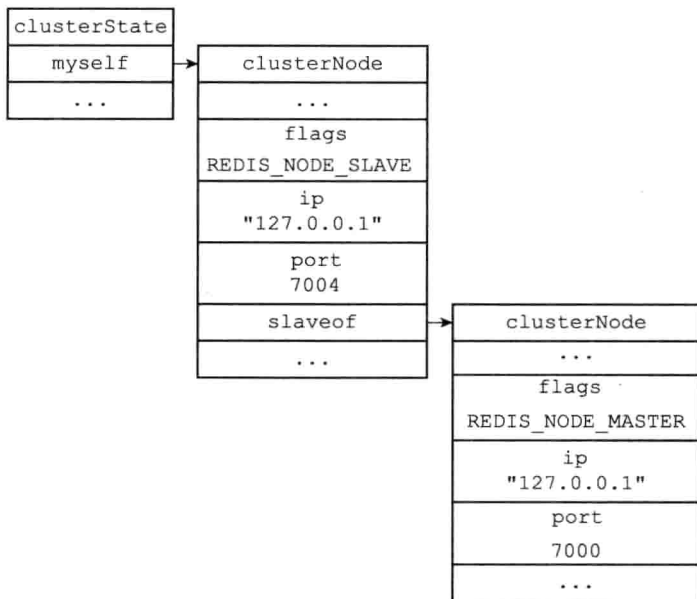 clusterState
myself
...
clusterNode
...
flags
REDIS_NODE_SLAVE
ip
"127.0.0.1"
port
7004
slaveof
...
clusterNode
...
flags
REDIS_NODE_MASTER
ip
"127.0.0.1"
port
7000
...